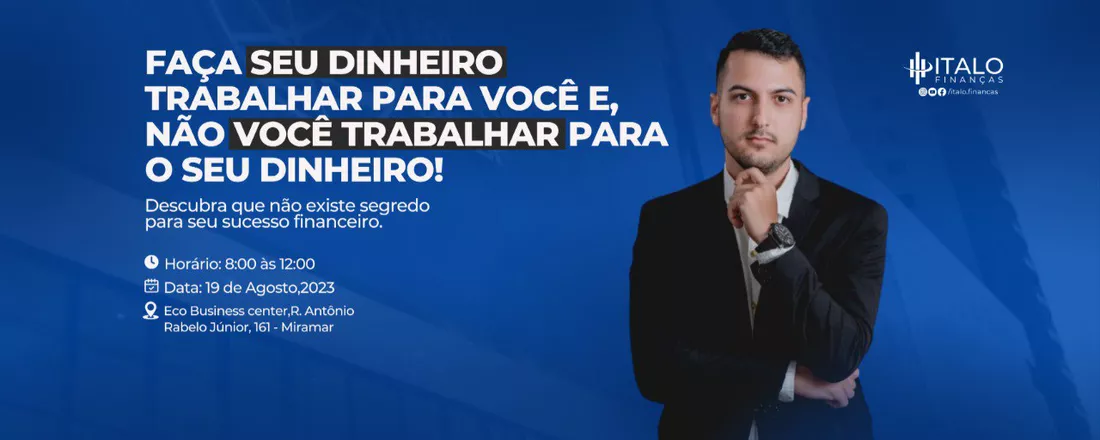 FAÇA SEU DINHEIRO
TRABALHAR PARA VOCÊ E,
NÃO VOCÊ TRABALHAR PARA
O SEU DINHEIRO!
Descubra que não existe segredo
para seu sucesso financeiro.
Horário: 8:00 às 12:00
Data: 19 de Agosto,2023
Eco Business center,R. Antônio
Rabelo Júnior, 161 - Miramar
ITALO
FINANÇAS
/italo.financas